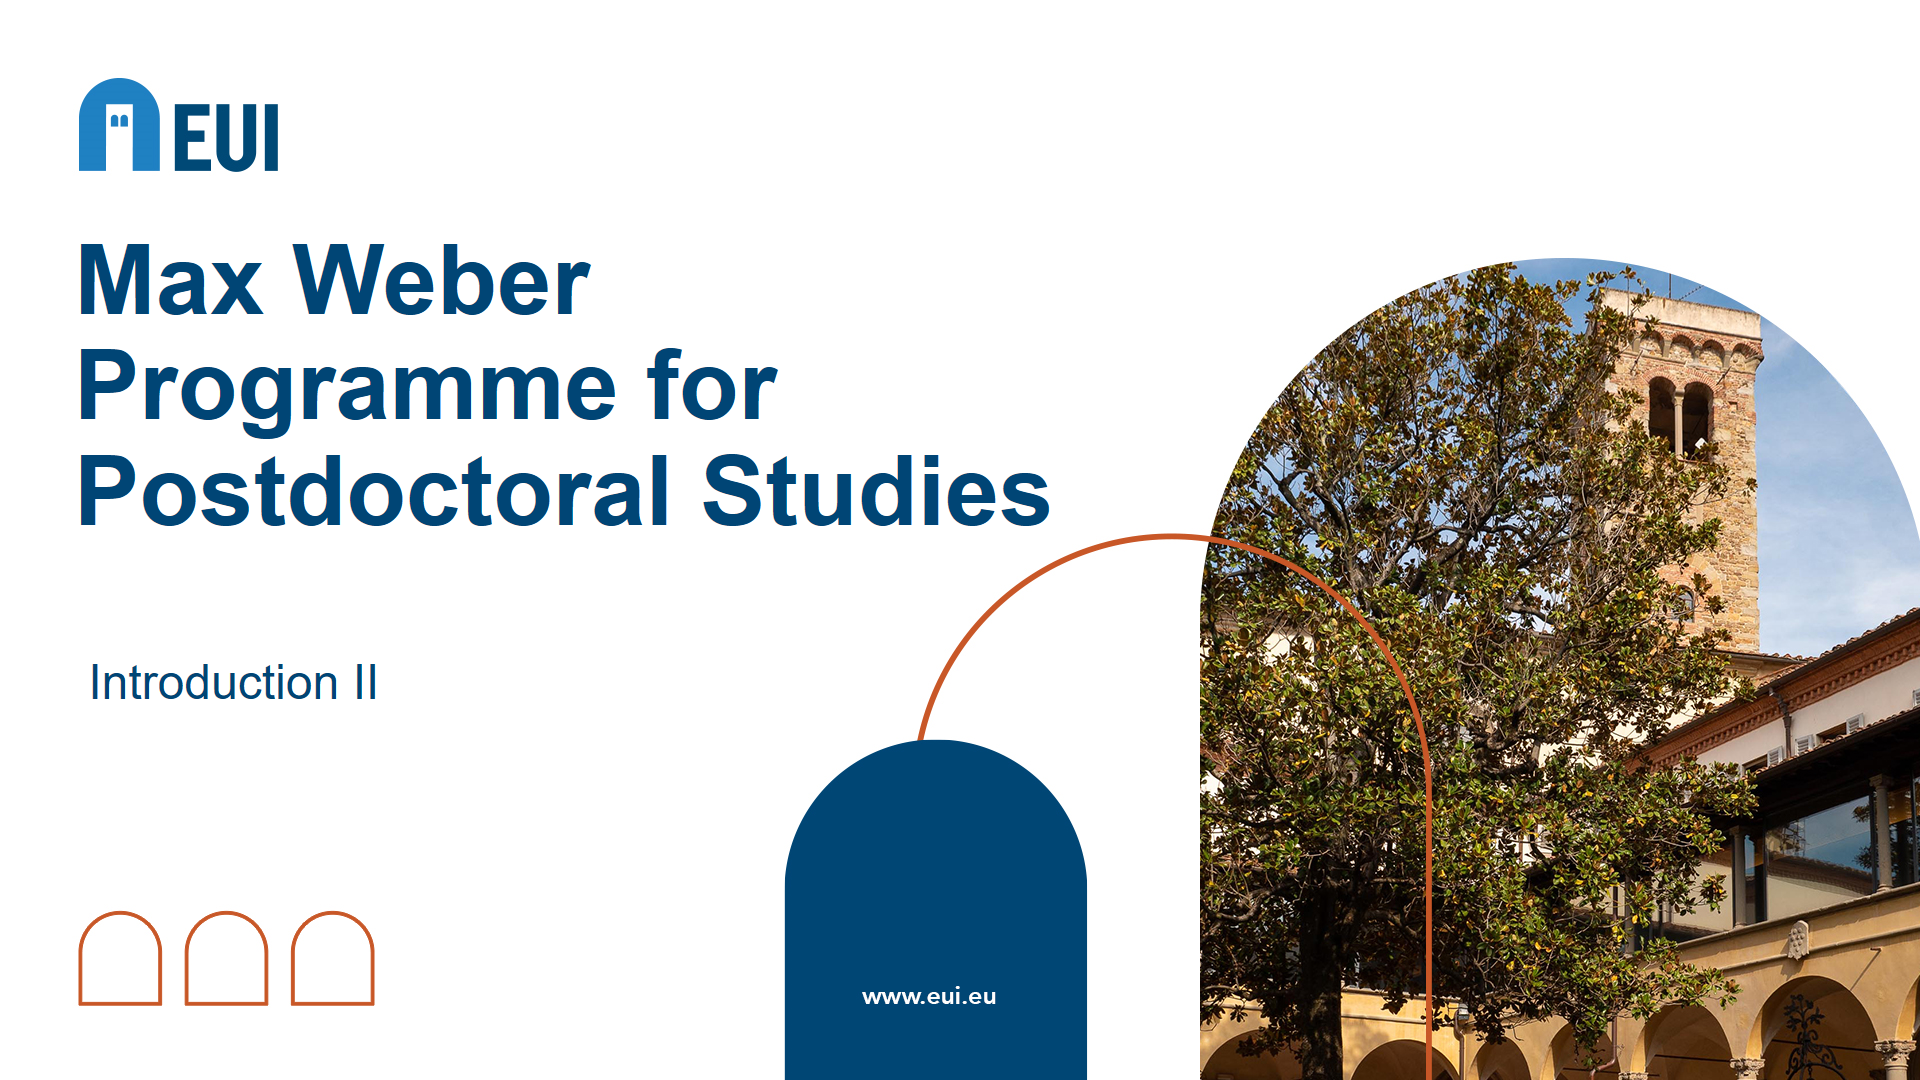 EUI
Max Weber
Programme for
Postdoctoral Studies
Introduction II
www.eui.eu